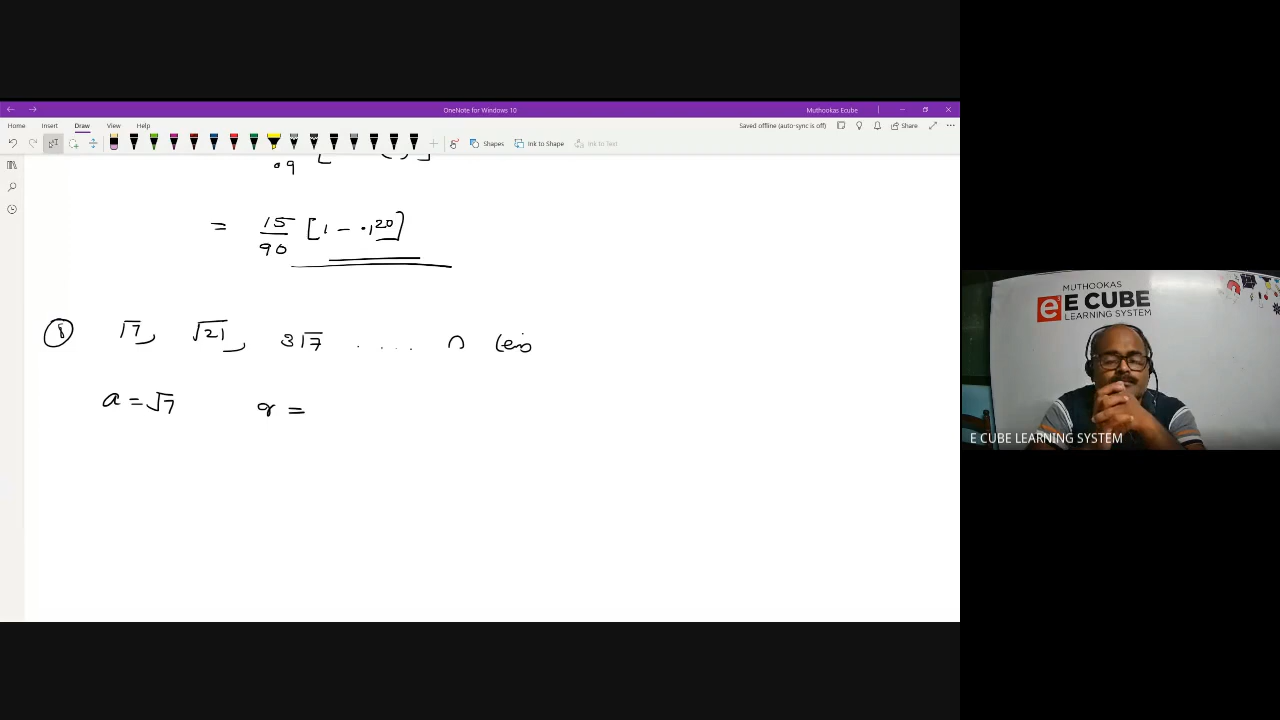 OneNote for Windows 10
Muthookas Ecube
Home Insert Draw View Help
Saved offline (auto-sync is off) Share
Shapes Ink to Shape Ink to Text
.9
= 15/90 [1 - .1^20]
8 √7, √21, 3√7 .... n
a = √7 r =
MUTHOOKAS
e E CUBE
LEARNING SYSTEM
E CUBE LEARNING SYSTEM